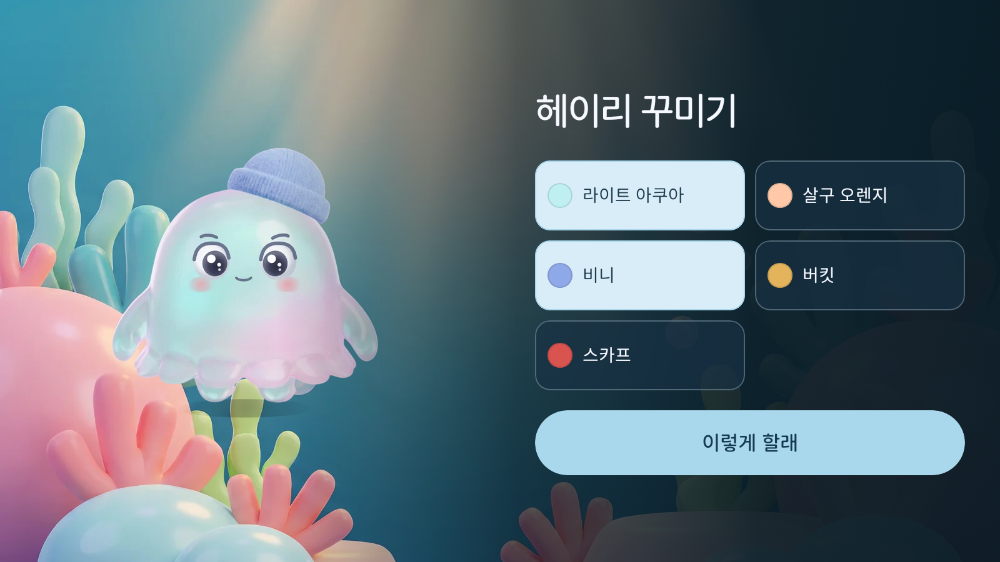 헤이리 꾸미기
라이트 아쿠아
살구 오렌지
비니
버킷
스카프
이렇게 할래